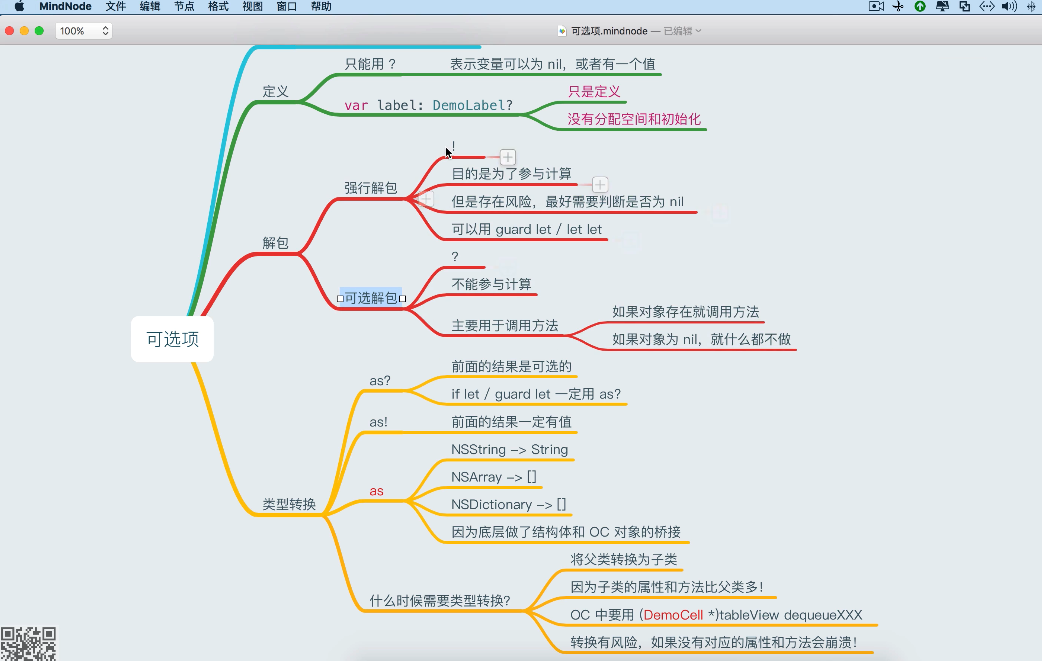 MindNode 文件 编辑 节点 格式 视图 窗口 帮助
100%
可选项.mindnode — 已编辑
只能用 ?
表示变量可以为 nil，或者有一个值
定义
只是定义
var label: DemoLabel?
没有分配空间和初始化
!
目的是为了参与计算
强行解包
但是存在风险，最好需要判断是否为 nil
可以用 guard let / let let
解包
?
不能参与计算
可选解包
如果对象存在就调用方法
主要用于调用方法
如果对象为 nil，就什么都不做
可选项
前面的结果是可选的
as?
if let / guard let 一定用 as?
as!
前面的结果一定有值
NSString -> String
NSArray -> []
as
类型转换
NSDictionary -> []
因为底层做了结构体和 OC 对象的桥接
将父类转换为子类
因为子类的属性和方法比父类多!
什么时候需要类型转换?
OC 中要用 (DemoCell *)tableView dequeueXXX
转换有风险，如果没有对应的属性和方法会崩溃!